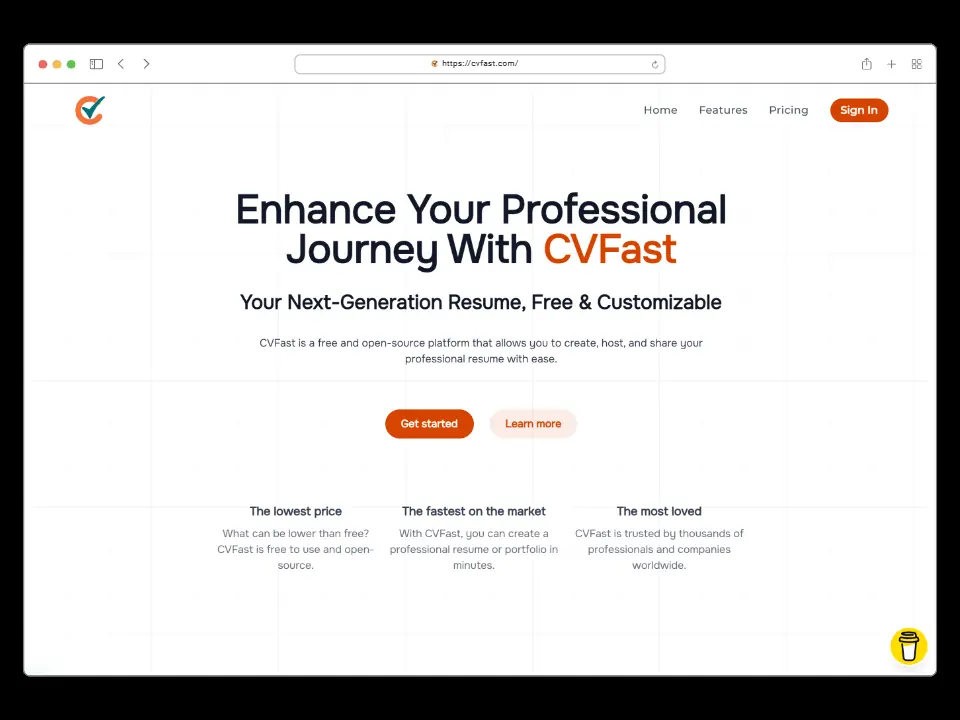 https://cvfast.com/
Home Features Pricing Sign In
Enhance Your Professional
Journey With CVFast
Your Next-Generation Resume, Free & Customizable
CVFast is a free and open-source platform that allows you to create, host, and share your
professional resume with ease.
Get started Learn more
The lowest price
What can be lower than free?
CVFast is free to use and open-
source.
The fastest on the market
With CVFast, you can create a
professional resume or portfolio in
minutes.
The most loved
CVFast is trusted by thousands of
professionals and companies
worldwide.